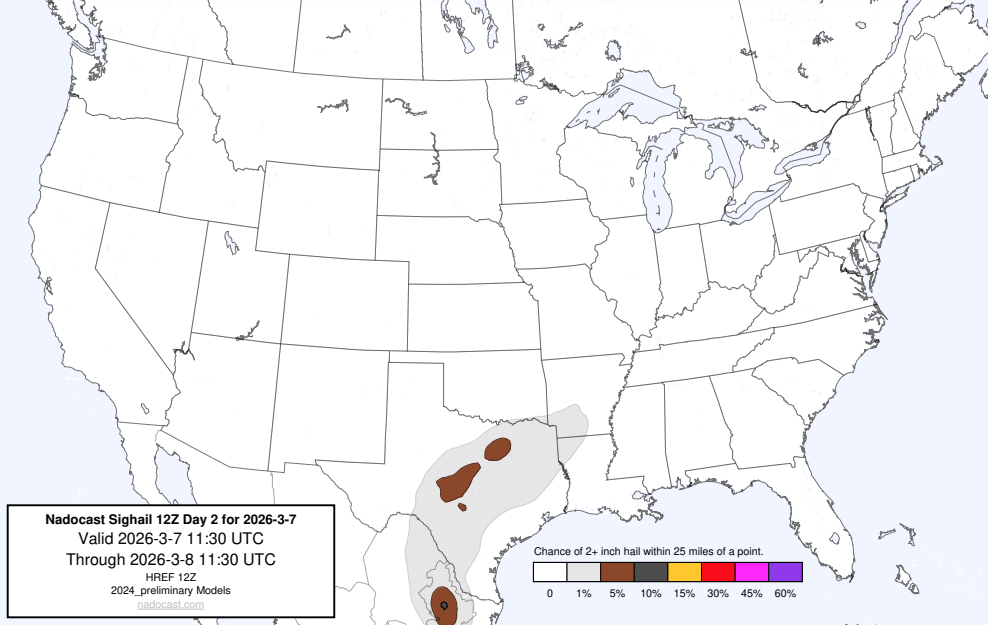 Nadocast Sighail 12Z Day 2 for 2026-3-7
Valid 2026-3-7 11:30 UTC
Through 2026-3-8 11:30 UTC
HREF 12Z
2024_preliminary Models
nadocast.com
Chance of 2+ inch hail within 25 miles of a point.
0 1% 5% 10% 15% 30% 45% 60%